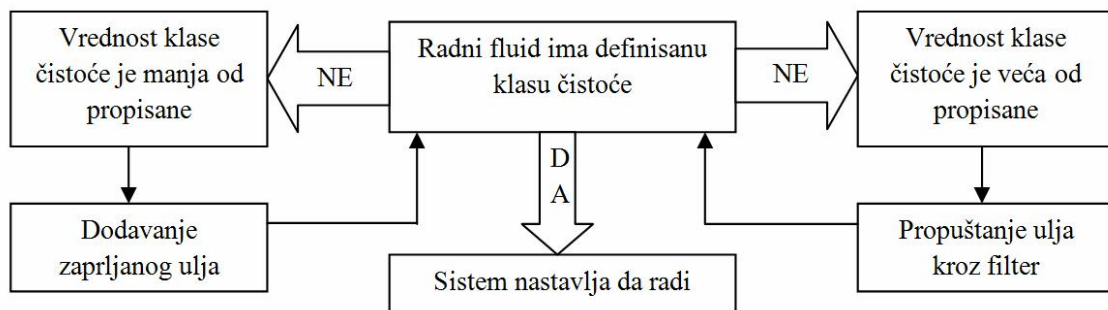 Vrednost klase
čistoće je manja od
propisane
NE
Radni fluid ima definisanu
klasu čistoće
NE
Vrednost klase
čistoće je veća od
propisane
D
A
Dodavanje
zaprljanog ulja
Sistem nastavlja da radi
Propuštanje ulja
kroz filter